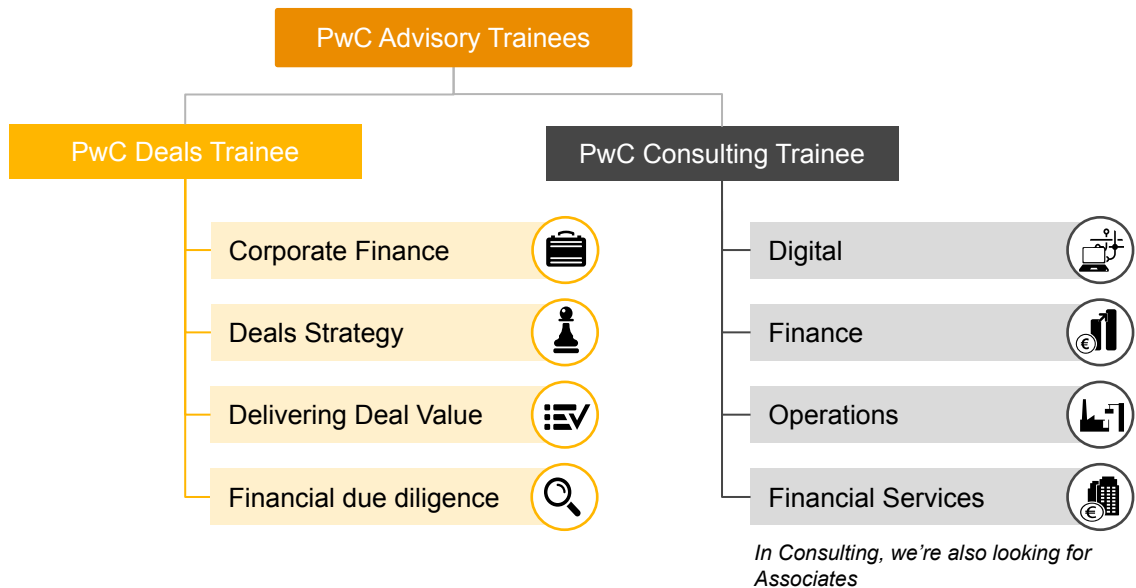 PwC Advisory Trainees
PwC Deals Trainee
Corporate Finance
Deals Strategy
Delivering Deal Value
Financial due diligence
PwC Consulting Trainee
Digital
Finance
€
Operations
Financial Services
€
In Consulting, we're also looking for
Associates